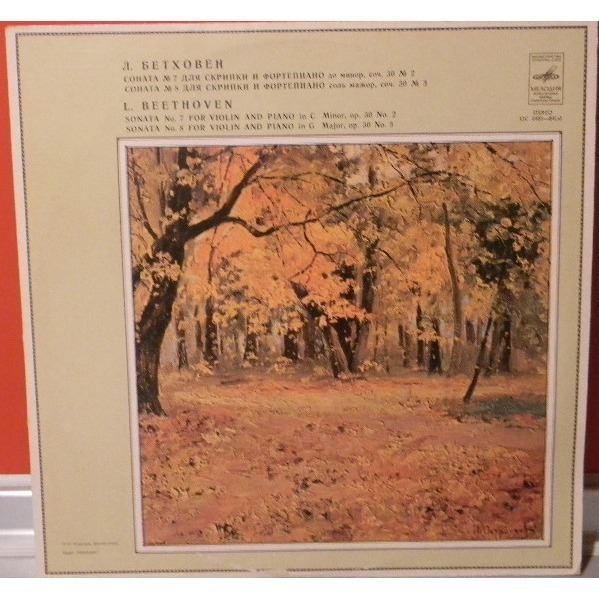 Л. БЕТХОВЕН
СОНАТА № 7 ДЛЯ СКРИПКИ И ФОРТЕПИАНО до минор, соч. 30 № 2
СОНАТА № 8 ДЛЯ СКРИПКИ И ФОРТЕПИАНО соль мажор, соч. 30 № 3
L. BEETHOVEN
SONATA No. 7 FOR VIOLIN AND PIANO in C Minor, op. 30 No. 2
SONATA No. 8 FOR VIOLIN AND PIANO in G Major, op. 30 No. 3
МЕЛОДИЯ
STEREO